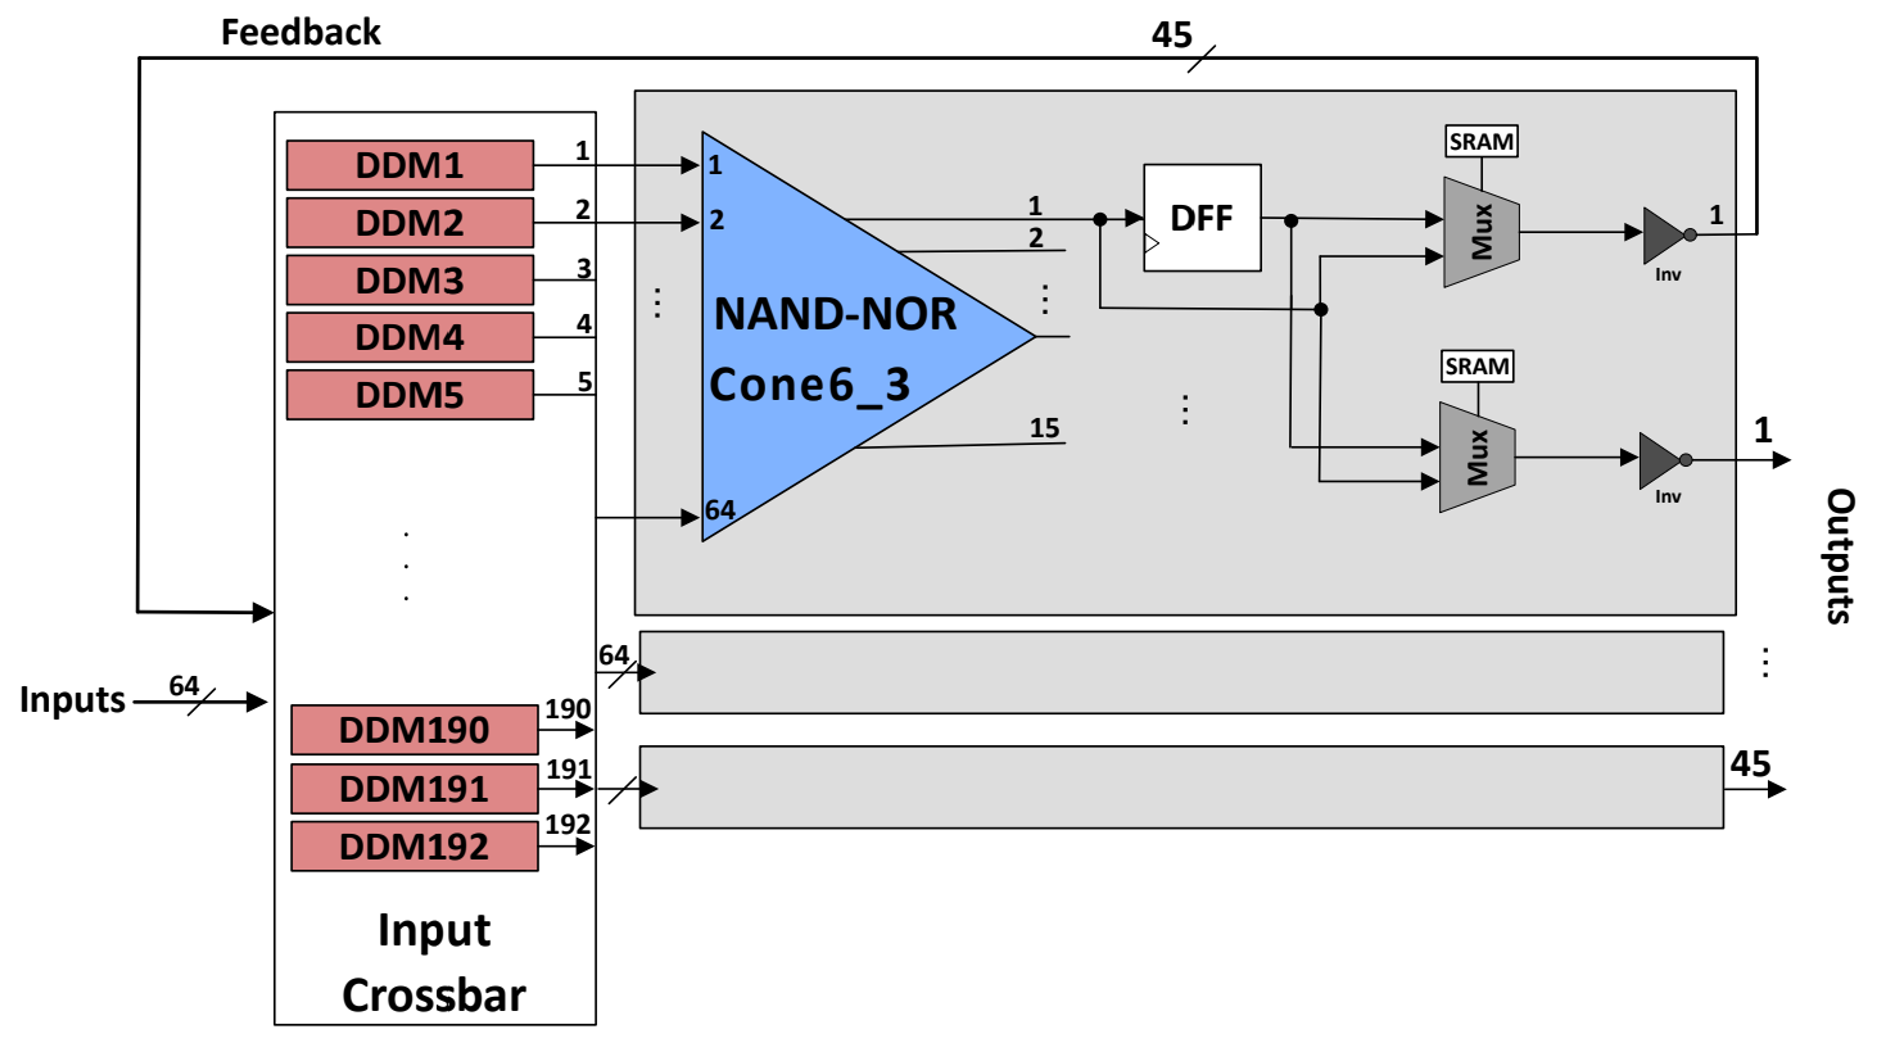 Feedback
45
DDM1
1
1
DDM2
2
2
DDM3
3
DDM4
4
DDM5
5
NAND-NOR
Cone6_3
64
1
2
15
DFF
SRAM
Mux
Inv
1
SRAM
Mux
Inv
1
Outputs
Inputs
64
64
DDM190
190
DDM191
191
DDM192
192
45
Input
Crossbar